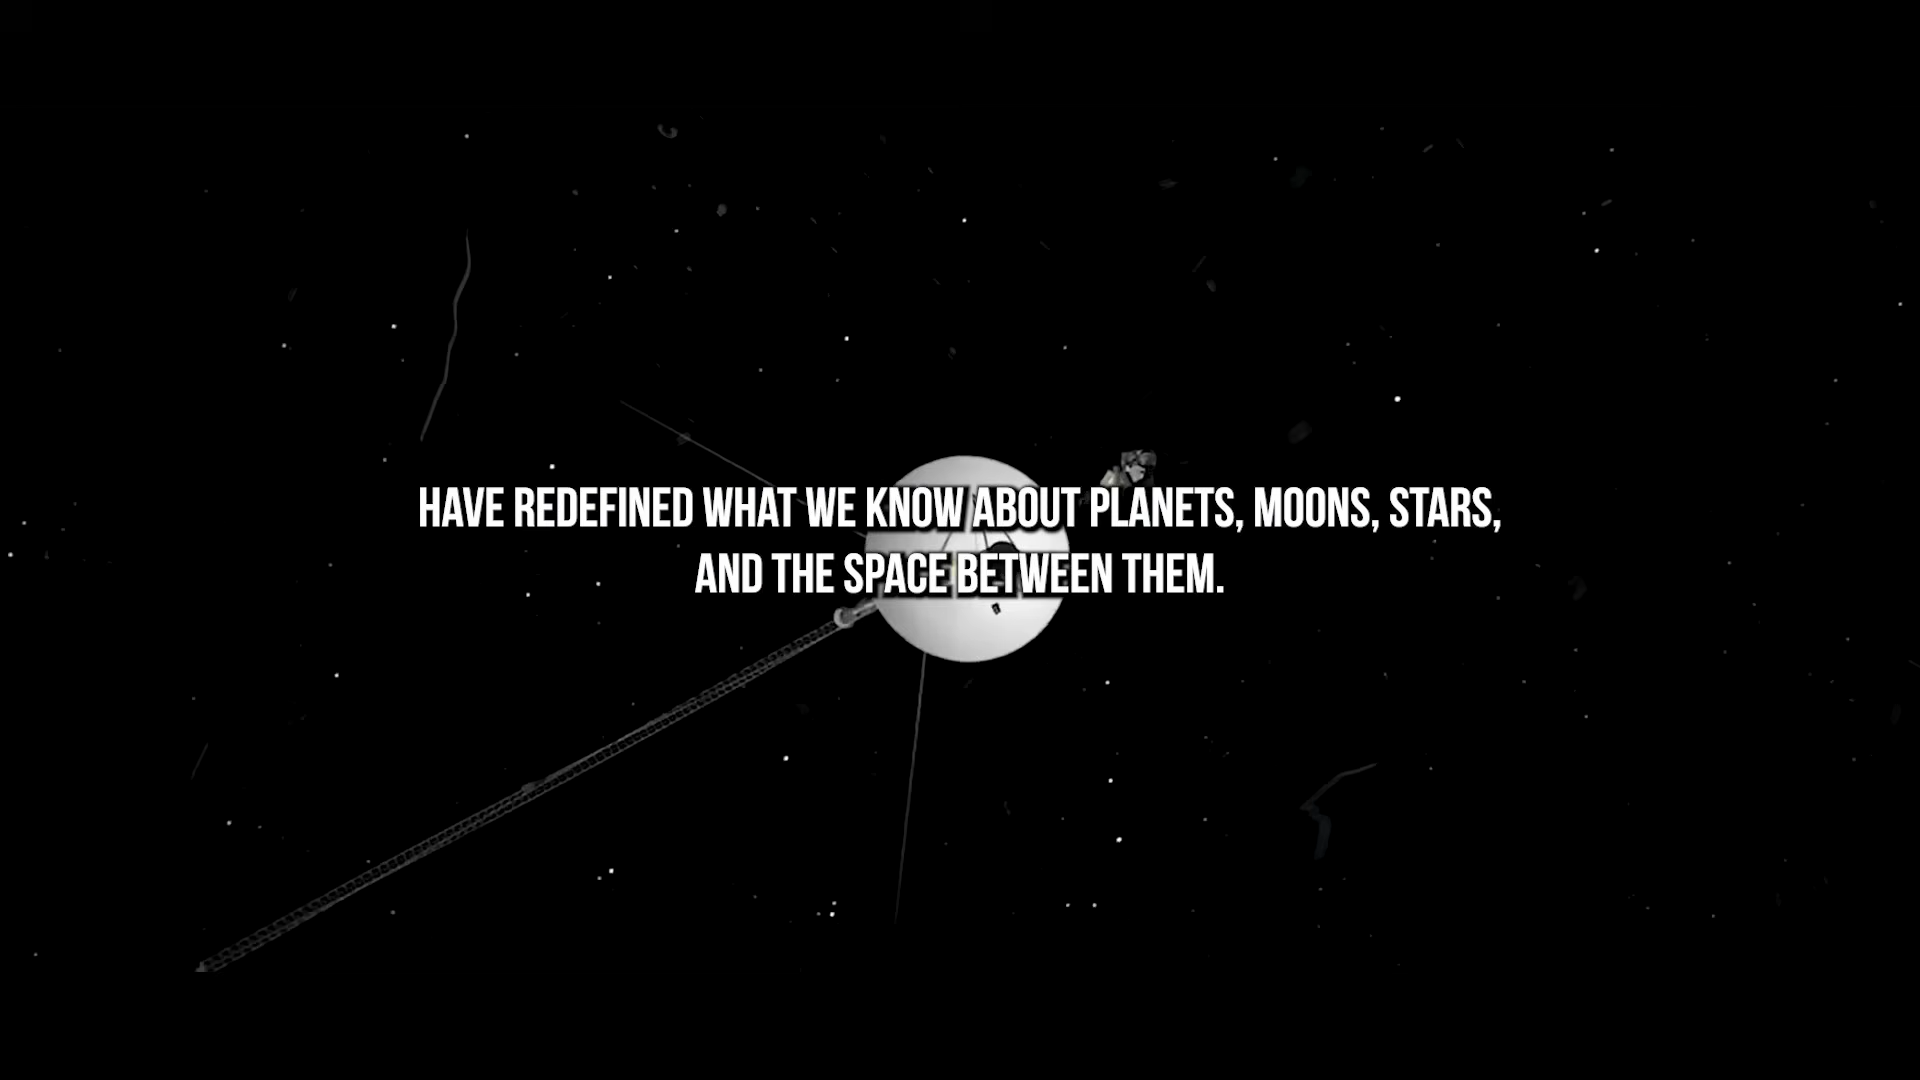 HAVE REDEFINED WHAT WE KNOW ABOUT PLANETS, MOONS, STARS,
AND THE SPACE BETWEEN THEM.